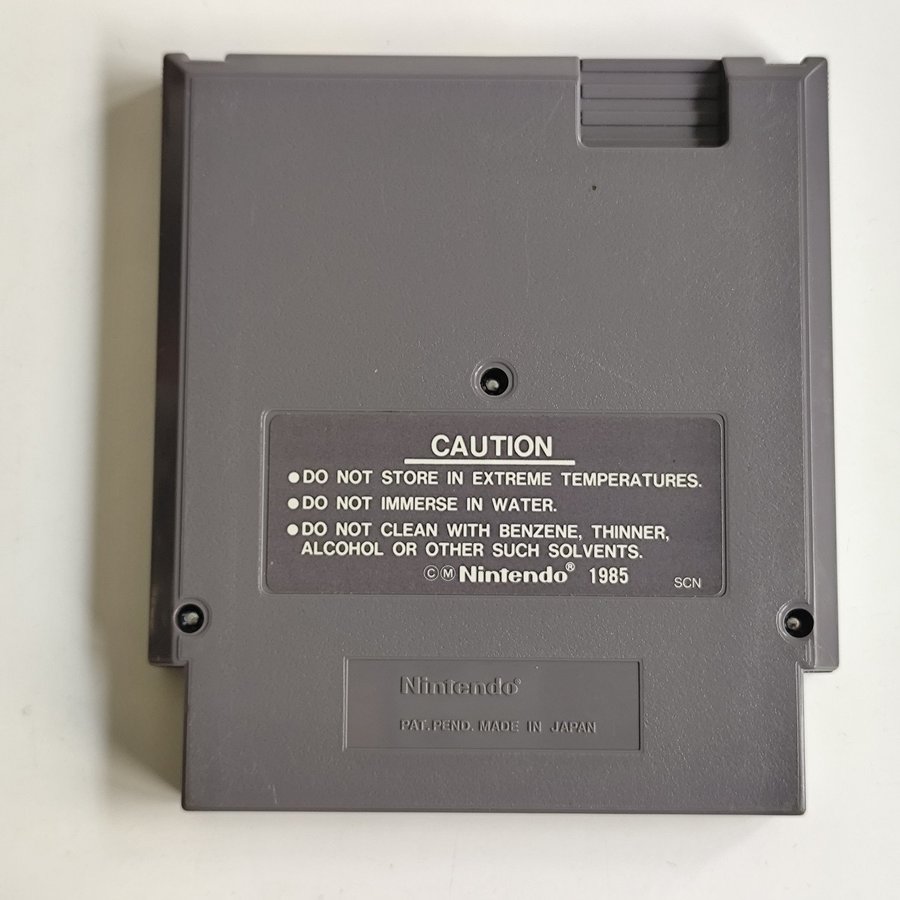 CAUTION
●DO NOT STORE IN EXTREME TEMPERATURES.
●DO NOT IMMERSE IN WATER.
●DO NOT CLEAN WITH BENZENE, THINNER,
ALCOHOL OR OTHER SUCH SOLVENTS.
ⒸⓂNintendo® 1985
SCN
Nintendo®
PAT. PEND. MADE IN JAPAN